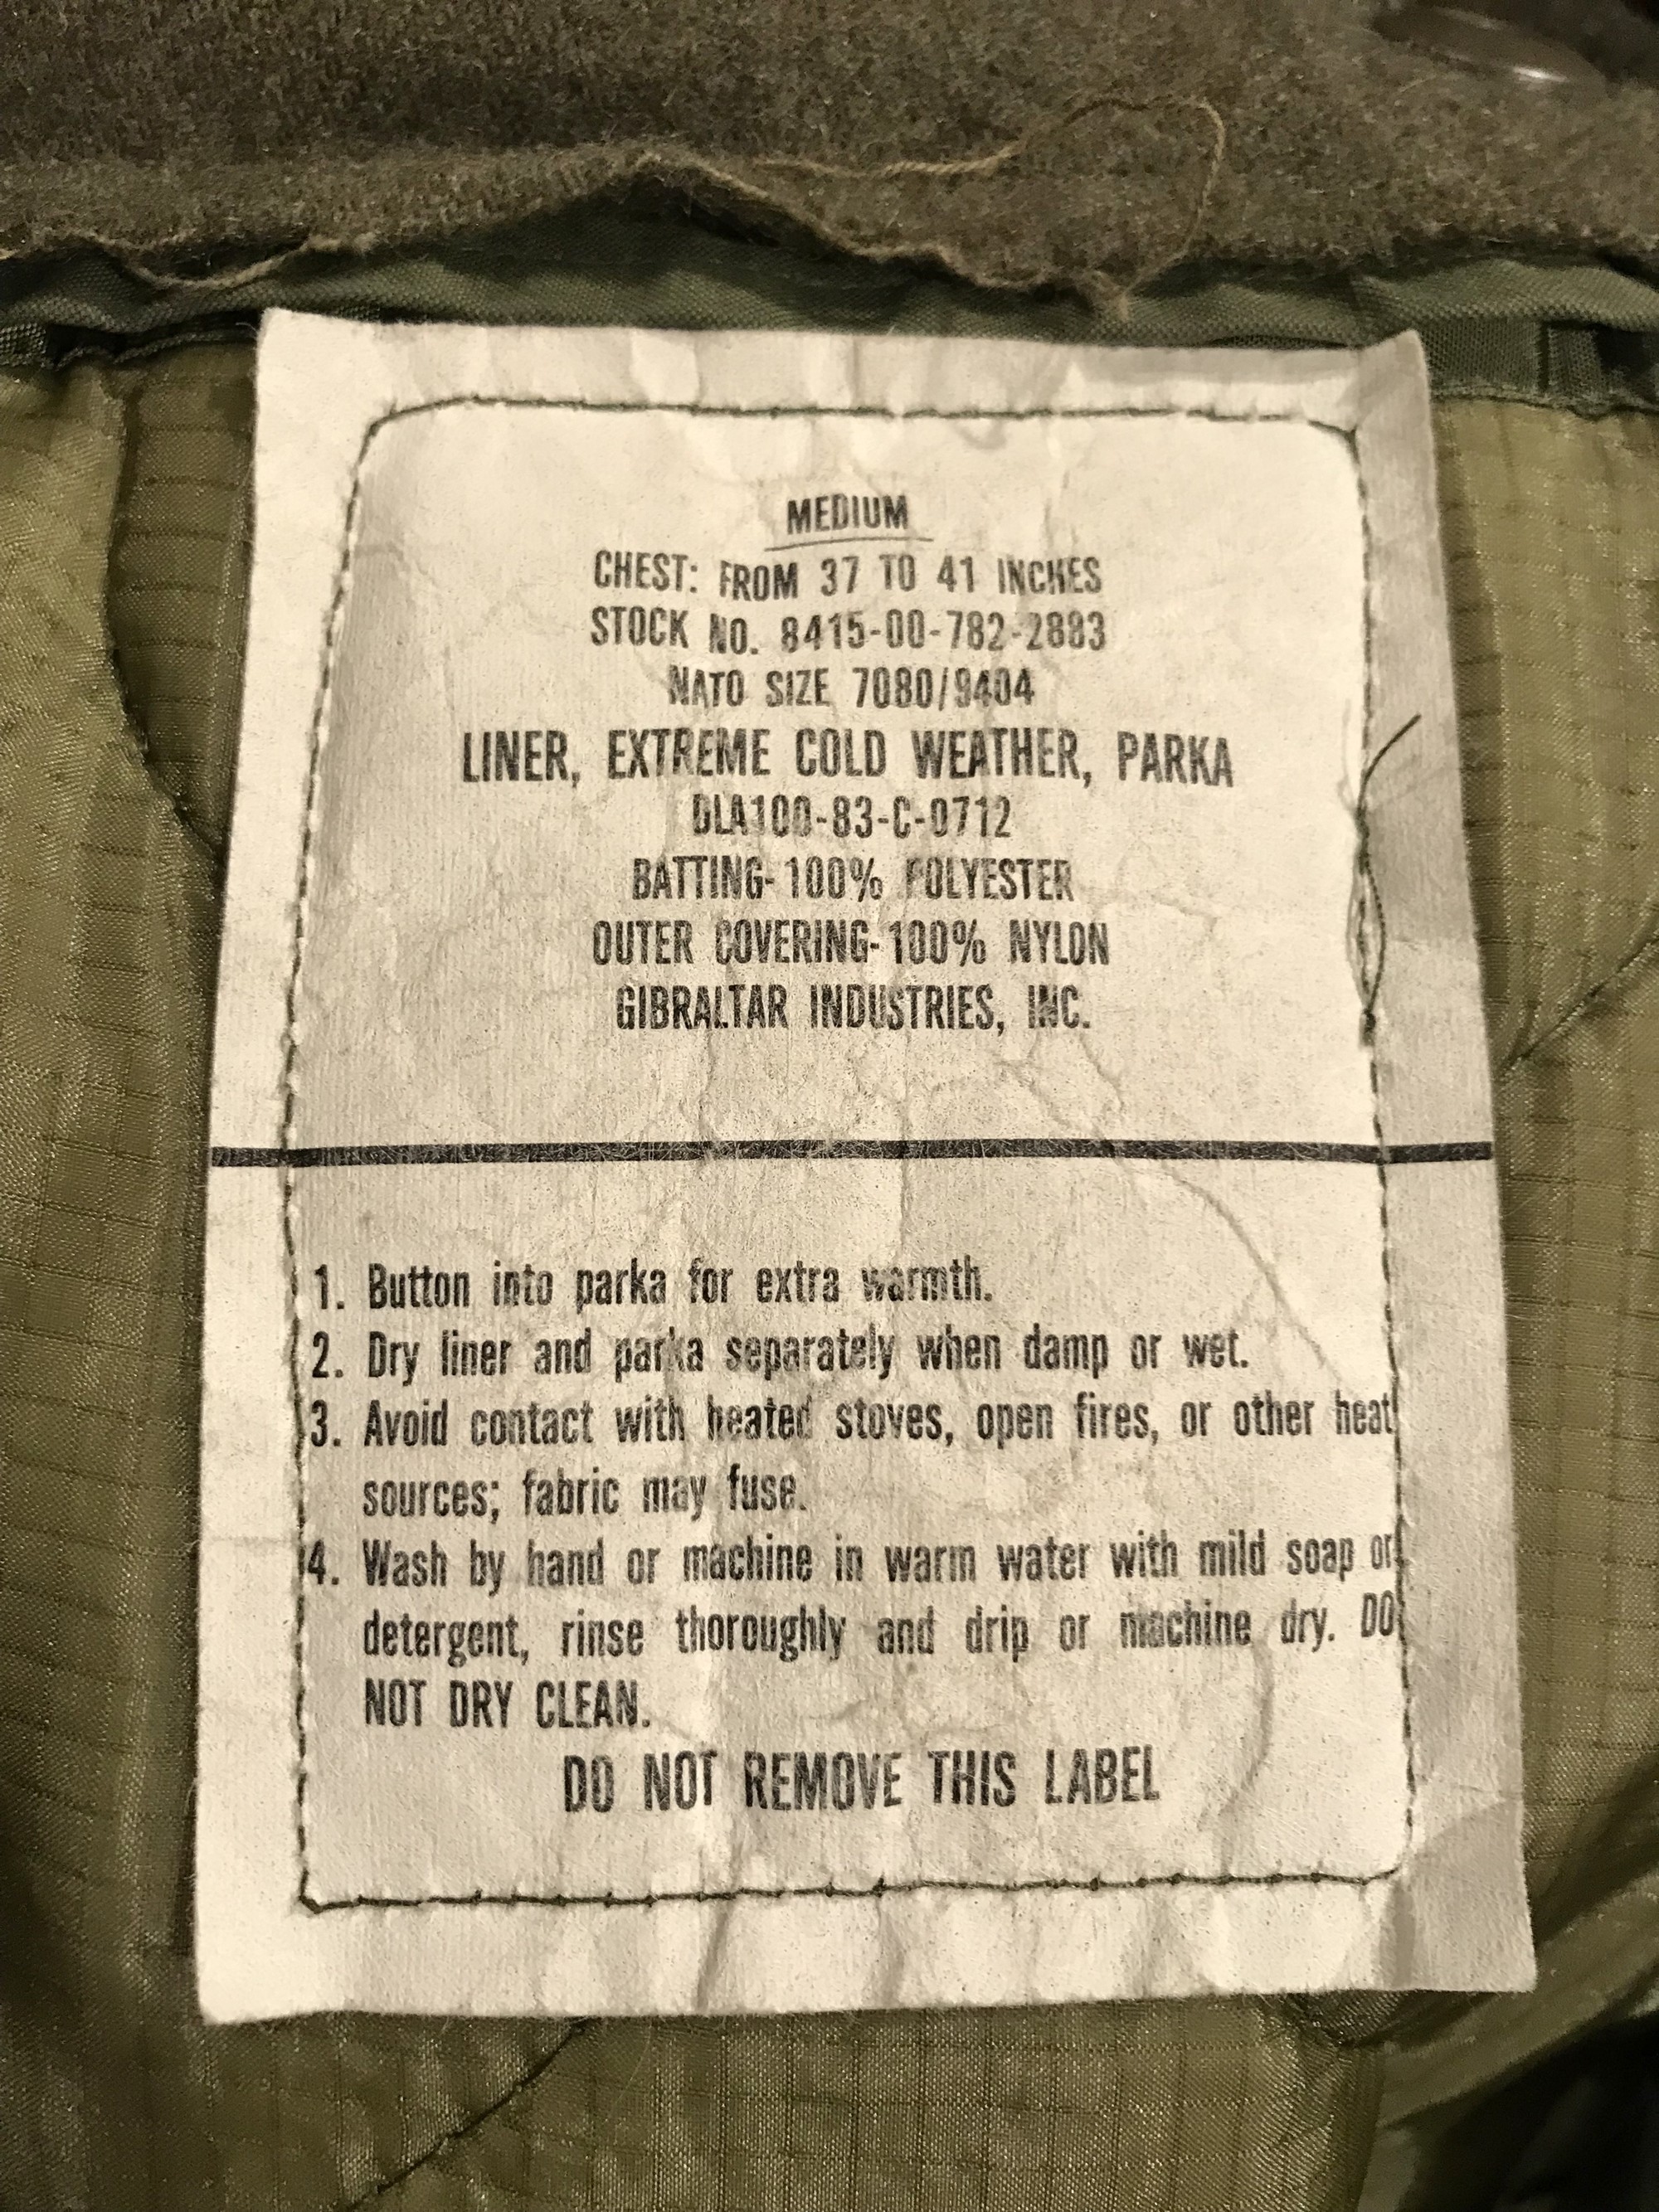 MEDIUM
CHEST: FROM 37 TO 41 INCHES
STOCK NO. 8415-00-782-2883
NATO SIZE 7080/9404
LINER, EXTREME COLD WEATHER, PARKA
DLA100-83-C-0712
BATTING-100% POLYESTER
OUTER COVERING-100% NYLON
GIBRALTAR INDUSTRIES, INC.
1. Button into parka for extra warmth.
2. Dry liner and parka separately when damp or wet.
3. Avoid contact with heated stoves, open fires, or other heat
sources; fabric may fuse.
4. Wash by hand or machine in warm water with mild soap or
detergent, rinse thoroughly and drip or machine dry. DO
NOT DRY CLEAN.
DO NOT REMOVE THIS LABEL